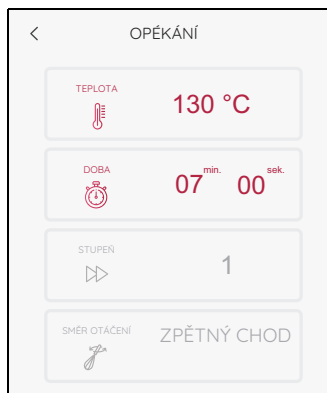 OPÉKÁNÍ
TEPLOTA
130 °C
DOBA
07 min. 00 sek.
STUPEŇ
1
SMĚR OTÁČENÍ
ZPĚTNÝ CHOD